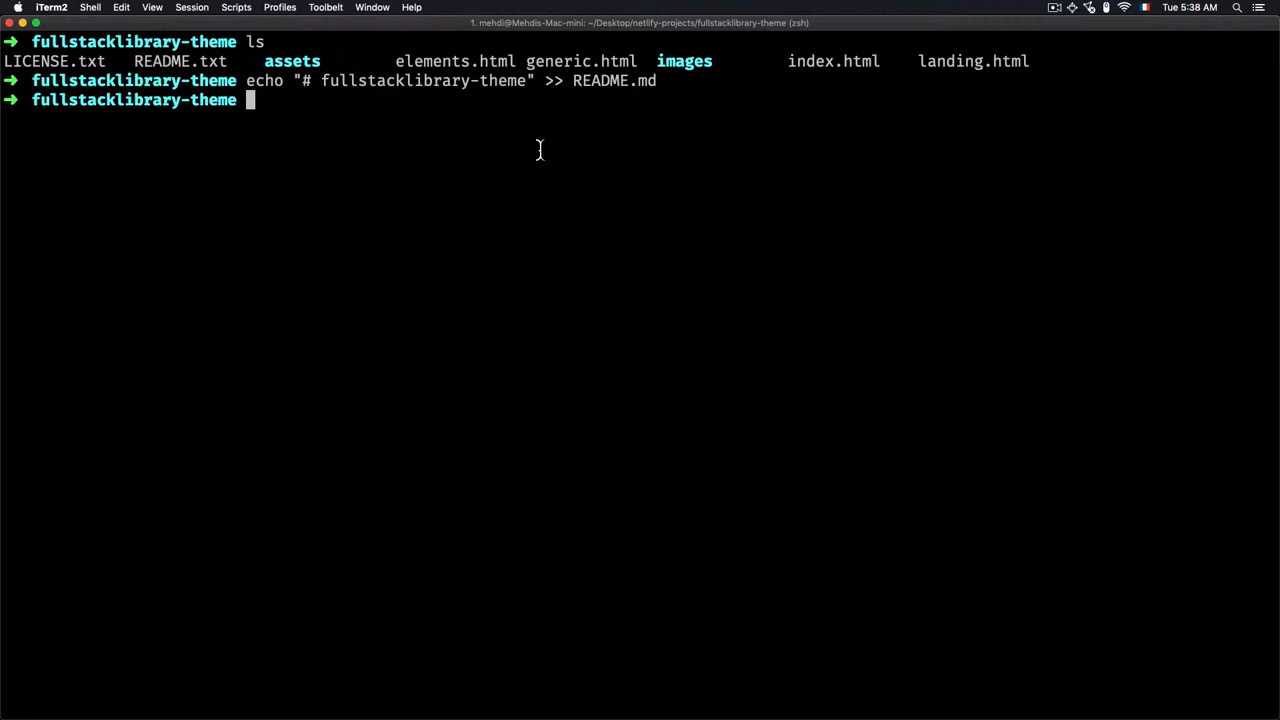 iTerm2 Shell Edit View Session Scripts Profiles Toolbelt Window Help Tue 5:38 AM
1. mehdi@Mehdis-Mac-mini: ~/Desktop/netlify-projects/fullstacklibrary-theme (zsh)
➜ fullstacklibrary-theme ls
LICENSE.txt README.txt assets elements.html generic.html images index.html landing.html
➜ fullstacklibrary-theme echo "# fullstacklibrary-theme" >> README.md
➜ fullstacklibrary-theme